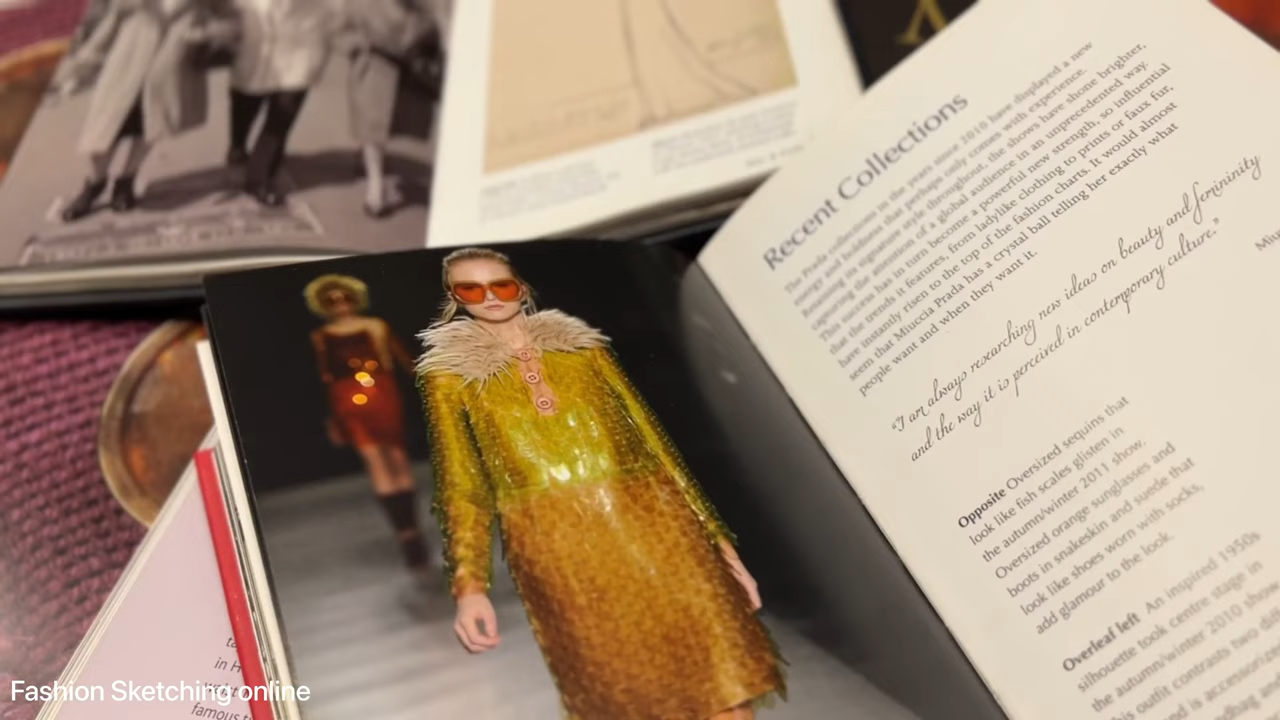 Recent Collections
The Prada collections in the years since 2010 have displayed a new
energy and boldness that perhaps only comes with experience.
Retaining its signature style throughout, the shows have shone brighter,
capturing the attention of a global audience in an unprecedented way.
This success has in turn become a powerful new strength, so influential
that the trends it features, from ladylike clothing to prints or faux fur,
have instantly risen to the top of the fashion charts. It would almost
seem that Miuccia Prada has a crystal ball telling her exactly what
people want and when they want it.
“I am always researching new ideas on beauty and femininity
and the way it is perceived in contemporary culture.”
Opposite Oversized sequins that
look like fish scales glisten in
the autumn/winter 2011 show.
Oversized orange sunglasses and
boots in snakeskin and suede that
look like shoes worn with socks,
add glamour to the look.
Overleaf left An inspired 1950s
silhouette took centre stage in
the autumn/winter 2010 show
outfit contrasts two
is accessorize
in H
famous
Fashion Sketching online